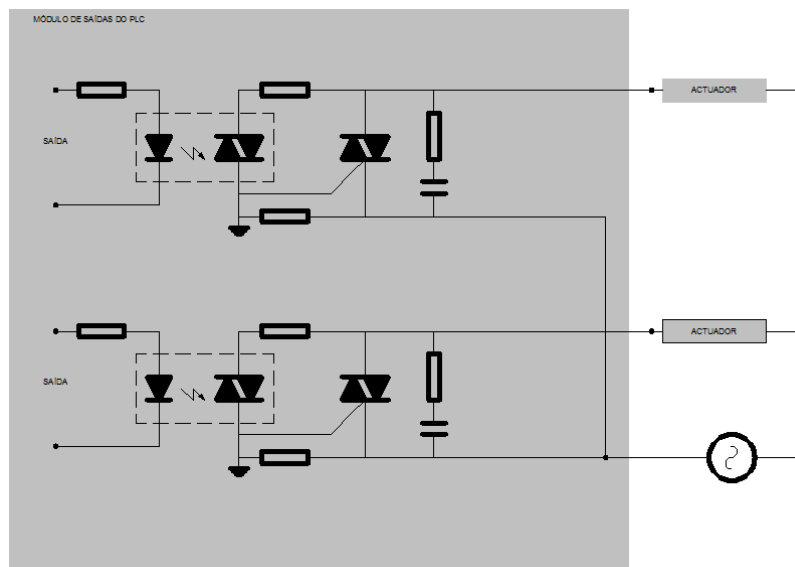 MÓDULO DE SAÍDAS DO PLC
ACTUADOR
SAÍDA
ACTUADOR
SAÍDA